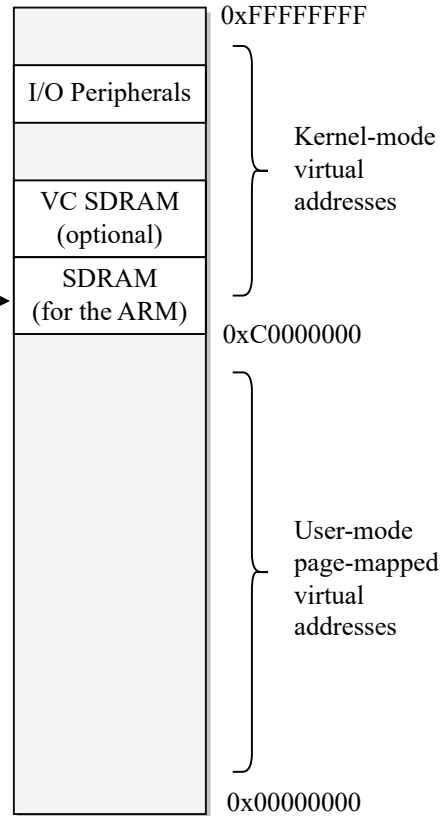 0xFFFFFFFF
I/O Peripherals
Kernel-mode
virtual
addresses
VC SDRAM
(optional)
SDRAM
(for the ARM)
0xC0000000
User-mode
page-mapped
virtual
addresses
0x00000000